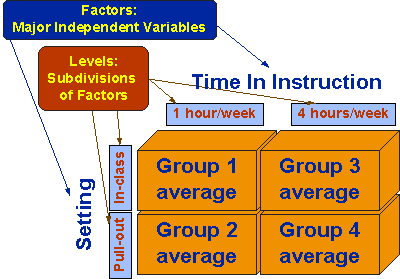 Factors:
Major Independent Variables
Levels:
Subdivisions
of Factors
Time In Instruction
1 hour/week
4 hours/week
Setting
In-class
Pull-out
Group 1
average
Group 3
average
Group 2
average
Group 4
average